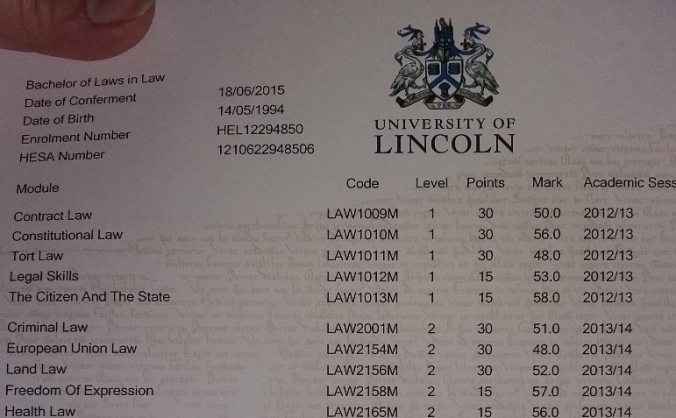 Bachelor of Laws in Law
Date of Conferment 18/06/2015
Date of Birth 14/05/1994
Enrolment Number HEL12294850
HESA Number 1210622948506
UNIVERSITY OF
LINCOLN
Module Code Level Points Mark Academic Sess
Contract Law LAW1009M 1 30 50.0 2012/13
Constitutional Law LAW1010M 1 30 56.0 2012/13
Tort Law LAW1011M 1 30 48.0 2012/13
Legal Skills LAW1012M 1 15 53.0 2012/13
The Citizen And The State LAW1013M 1 15 58.0 2012/13
Criminal Law LAW2001M 2 30 51.0 2013/14
European Union Law LAW2154M 2 30 48.0 2013/14
Land Law LAW2156M 2 30 52.0 2013/14
Freedom Of Expression LAW2158M 2 15 57.0 2013/14
Health Law LAW2165M 2 15 56.0 2013/14